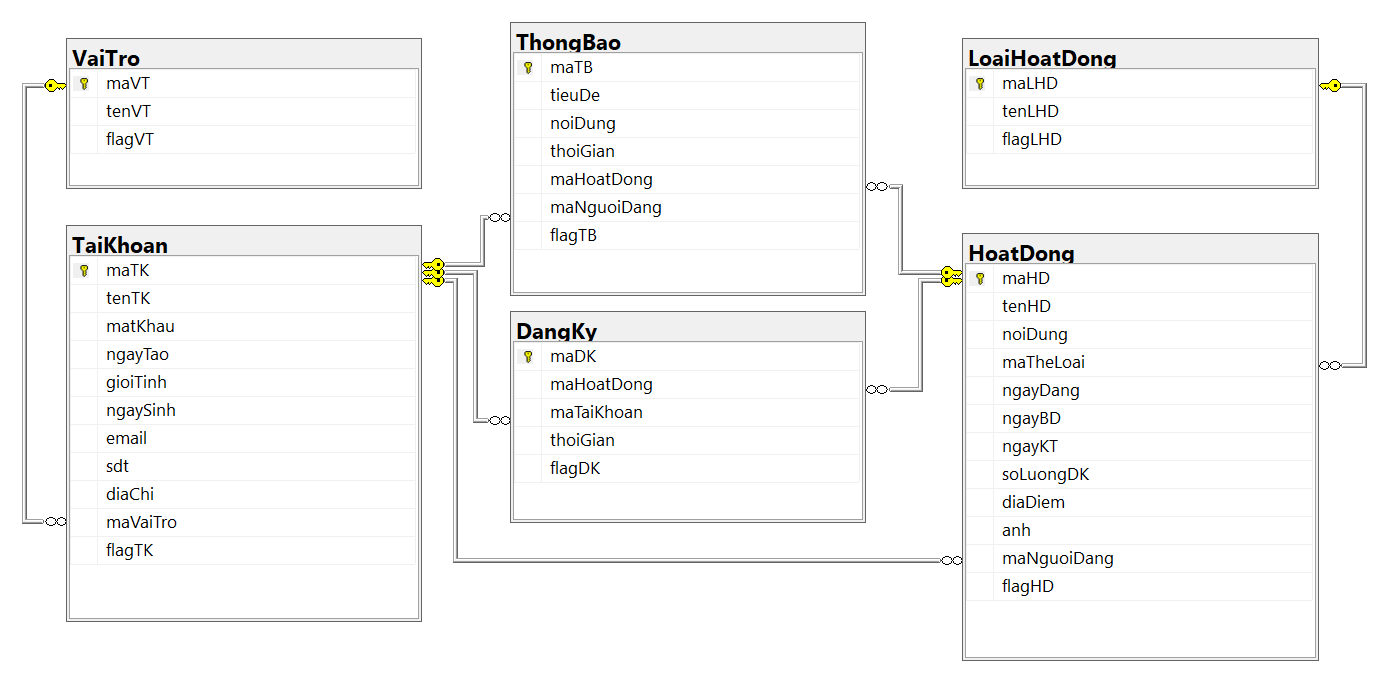 VaiTro
maVT
tenVT
flagVT
TaiKhoan
maTK
tenTK
matKhau
ngayTao
gioiTinh
ngaySinh
email
sdt
diaChi
maVaiTro
flagTK
ThongBao
maTB
tieuDe
noiDung
thoiGian
maHoatDong
maNguoiDang
flagTB
DangKy
maDK
maHoatDong
maTaiKhoan
thoiGian
flagDK
LoaiHoatDong
maLHD
tenLHD
flagLHD
HoatDong
maHD
tenHD
noiDung
maTheLoai
ngayDang
ngayBD
ngayKT
soLuongDK
diaDiem
anh
maNguoiDang
flagHD